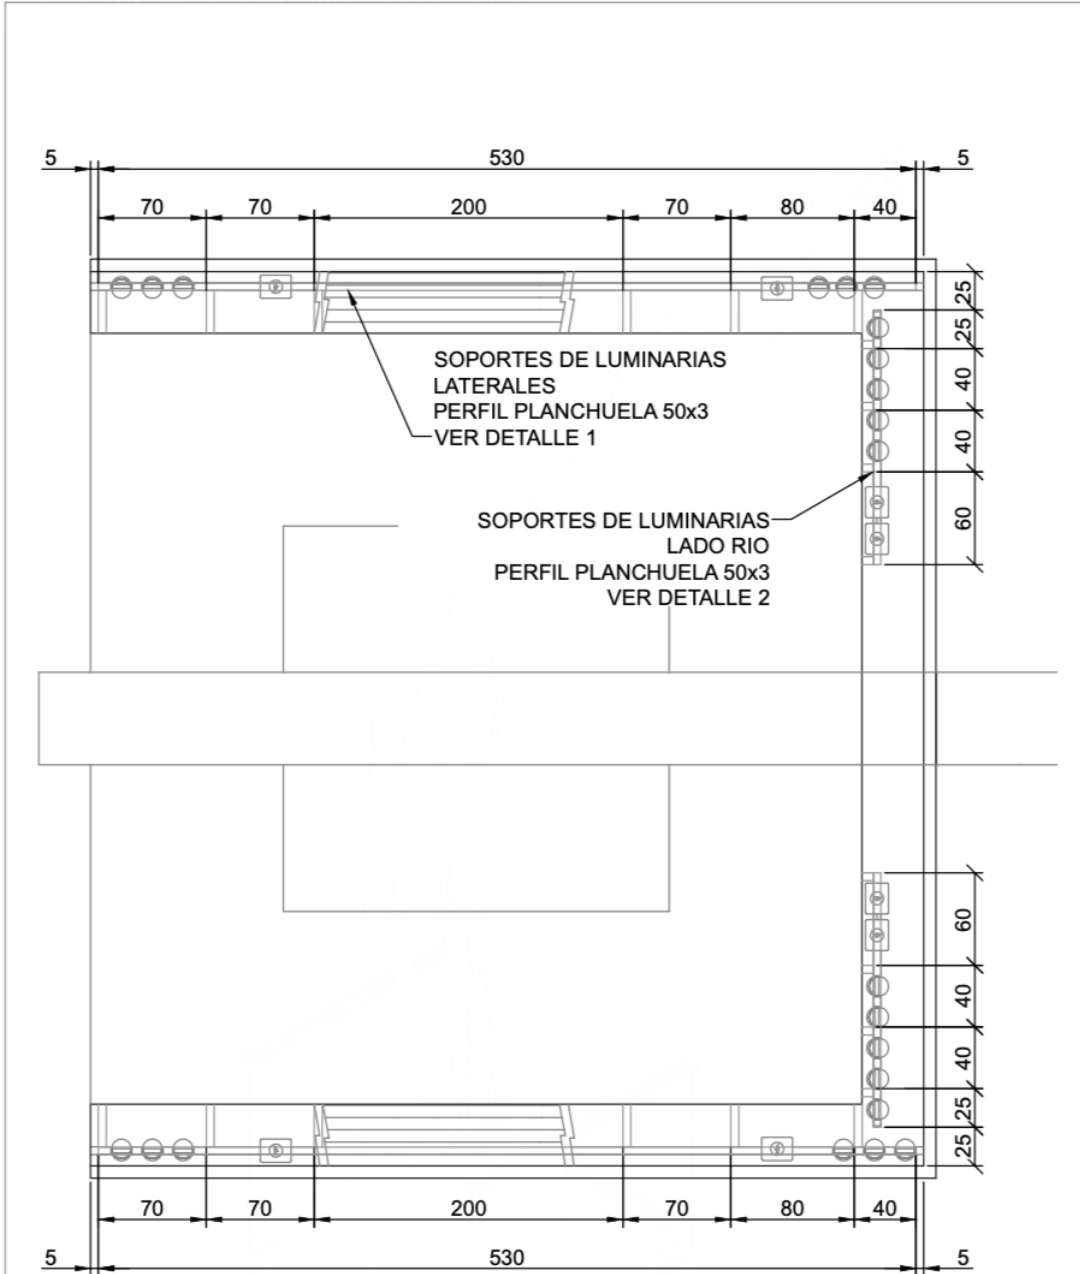 5 530 5
70 70 200 70 80 40
25
25
40
40
60
SOPORTES DE LUMINARIAS
LATERALES
PERFIL PLANCHUELA 50x3
VER DETALLE 1
SOPORTES DE LUMINARIAS
LADO RIO
PERFIL PLANCHUELA 50x3
VER DETALLE 2
60
40
40
25
25
70 70 200 70 80 40
5 530 5